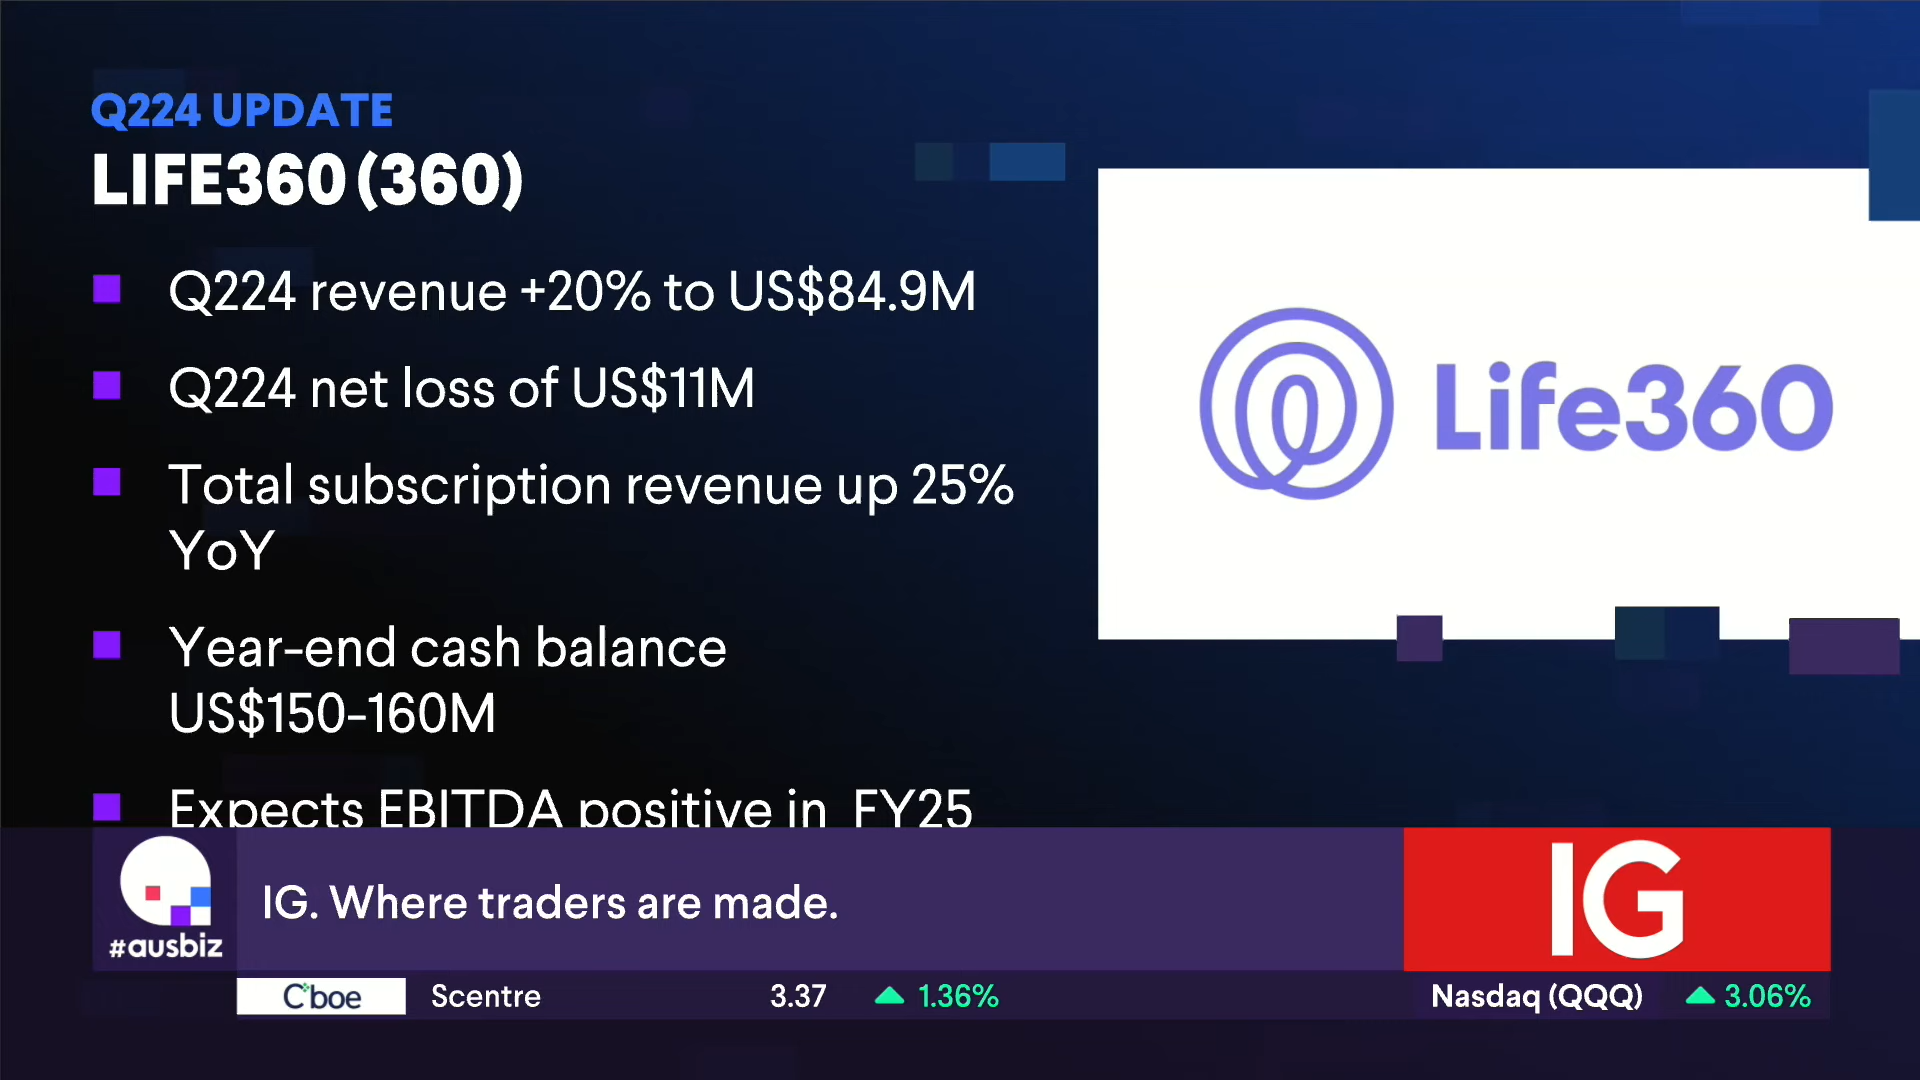 Q224 UPDATE
LIFE360 (360)
Q224 revenue +20% to US$84.9M
Q224 net loss of US$11M
Total subscription revenue up 25%
YoY
Year-end cash balance
US$150-160M
Expects EBITDA positive in FY25
Life360
#ausbiz
IG. Where traders are made.
IG
Cboe Scentre 3.37 1.36% Nasdaq (QQQ) 3.06%